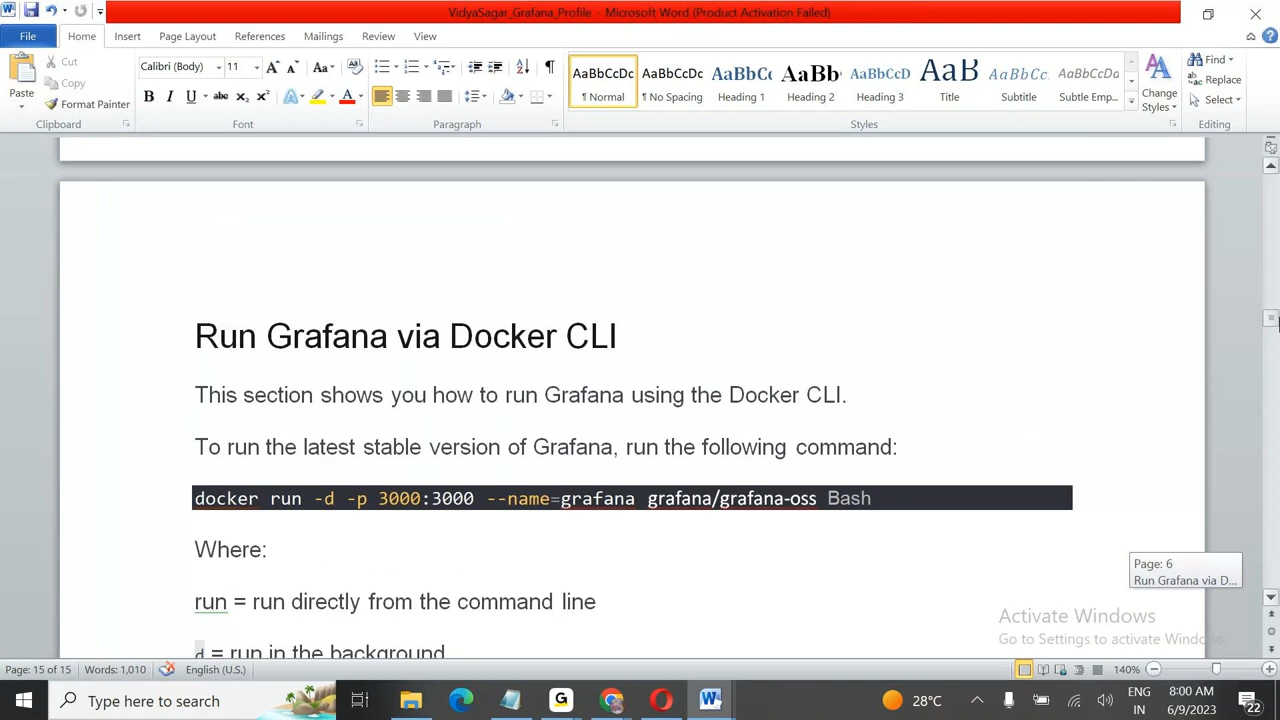 VidyaSagar_Grafana_Profile - Microsoft Word (Product Activation Failed)
File Home Insert Page Layout References Mailings Review View
Paste
Cut
Copy
Format Painter
Clipboard
Calibri (Body) 11
Font
Paragraph
AaBbCcDc AaBbCcDc AaBbCc AaBb AaBbCcD AaB AaBbCc. AaBbCcDa
¶ Normal ¶ No Spacing Heading 1 Heading 2 Heading 3 Title Subtitle Subtle Emp...
Change
Styles
Styles
Find
Replace
Select
Editing
Run Grafana via Docker CLI
This section shows you how to run Grafana using the Docker CLI.
To run the latest stable version of Grafana, run the following command:
docker run -d -p 3000:3000 --name=grafana grafana/grafana-oss Bash
Where:
run = run directly from the command line
d = run in the background
Page: 6
Run Grafana via D...
Activate Windows
Go to Settings to activate Windows.
Page: 15 of 15 Words: 1,010 English (U.S.) 140%
Type here to search
28°C
ENG
IN
8:00 AM
6/9/2023
22